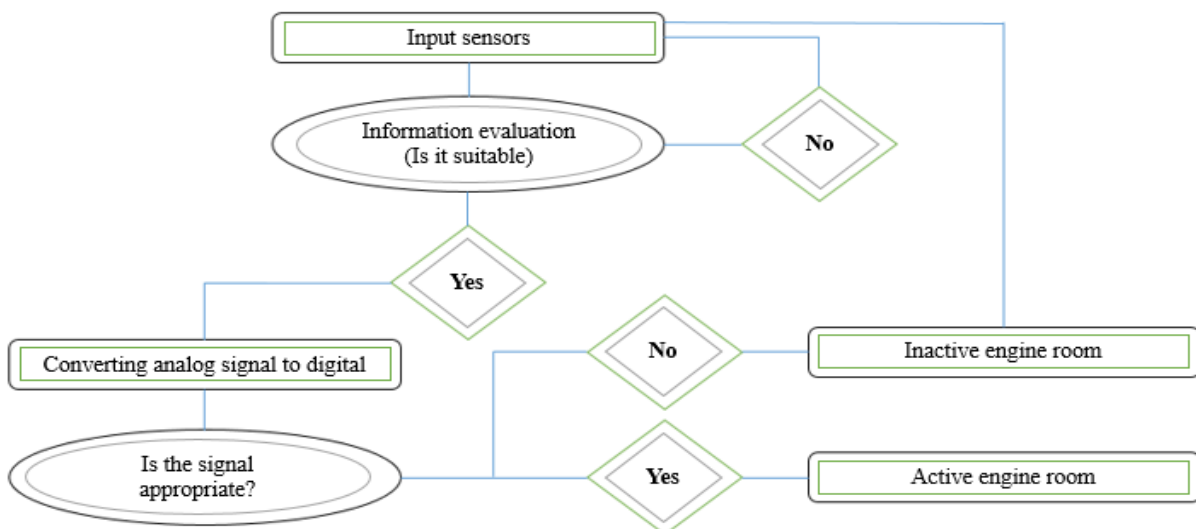 Input sensors
Information evaluation
(Is it suitable)
No
Yes
Converting analog signal to digital
No
Inactive engine room
Is the signal
appropriate?
Yes
Active engine room